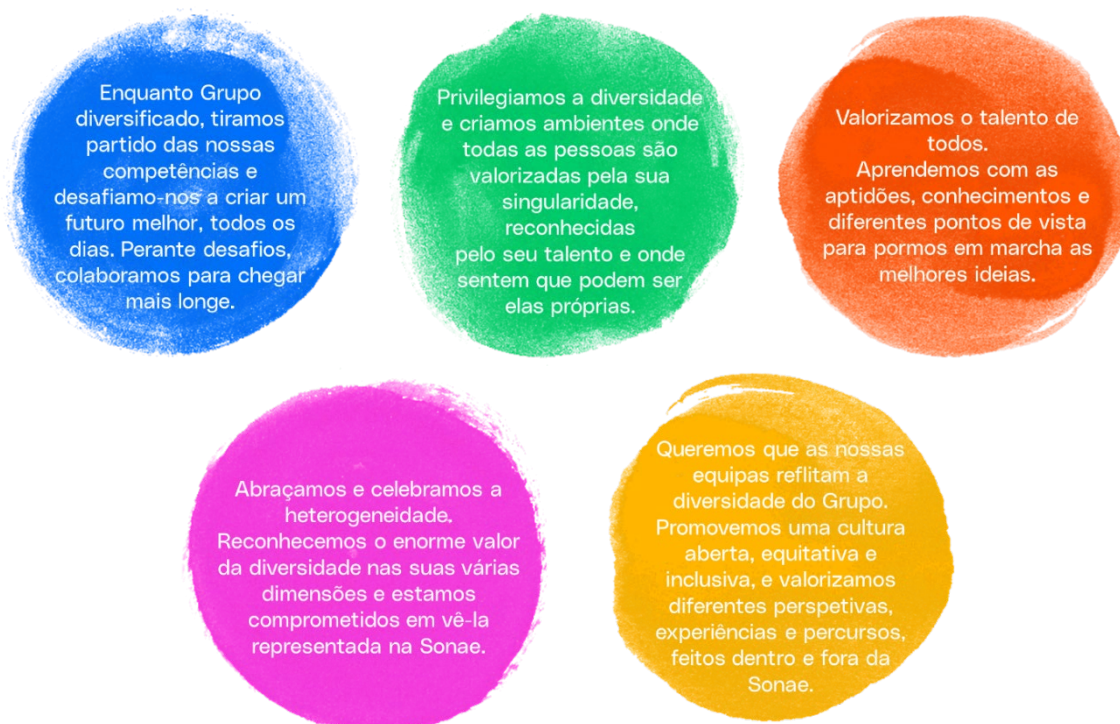 Enquanto Grupo
diversificado, tiramos
partido das nossas
competências e
desafiamo-nos a criar um
futuro melhor, todos os
dias. Perante desafios,
colaboramos para chegar
mais longe.
Privilegiamos a diversidade
e criamos ambientes onde
todas as pessoas são
valorizadas pela sua
singularidade,
reconhecidas
pelo seu talento e onde
sentem que podem ser
elas próprias.
Valorizamos o talento de
todos.
Aprendemos com as
aptidões, conhecimentos e
diferentes pontos de vista
para pormos em marcha as
melhores ideias.
Abraçamos e celebramos a
heterogeneidade.
Reconhecemos o enorme valor
da diversidade nas suas várias
dimensões e estamos
comprometidos em vê-la
representada na Sonae.
Queremos que as nossas
equipas reflitam a
diversidade do Grupo.
Promovemos uma cultura
aberta, equitativa e
inclusiva, e valorizamos
diferentes perspetivas,
experiências e percursos,
feitos dentro e fora da
Sonae.